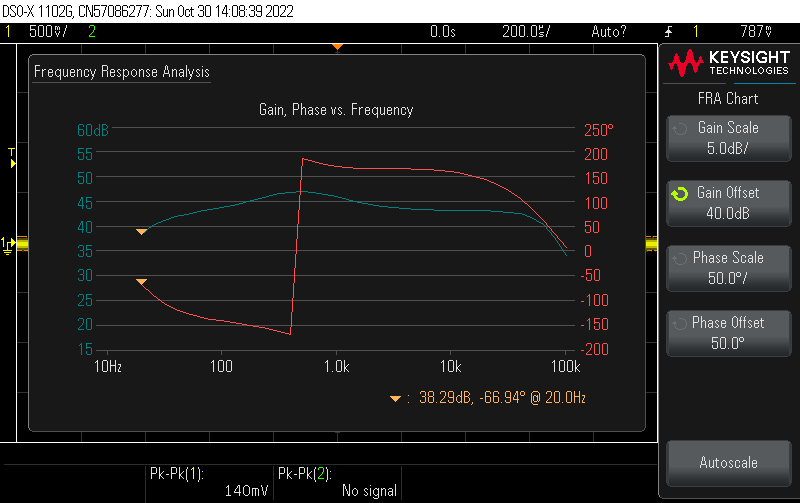 DSO-X 1102G, CN57086277: Sun Oct 30 14:08:39 2022
1 500mV/ 2 0.0s 200.0s/ Auto? 1 787mV
KEYSIGHT
TECHNOLOGIES
Frequency Response Analysis
FRA Chart
Gain, Phase vs. Frequency
Gain Scale
5.0dB/
Gain Offset
40.0dB
Phase Scale
50.0°/
Phase Offset
50.0°
Autoscale
T
1
60dB 250°
55 200
50 150
45 100
40 50
35 0
30 -50
25 -100
20 -150
15 -200
10Hz 100 1.0k 10k 100k
: 38.29dB, -66.94° @ 20.0Hz
Pk-Pk(1): Pk-Pk(2):
140mV No signal